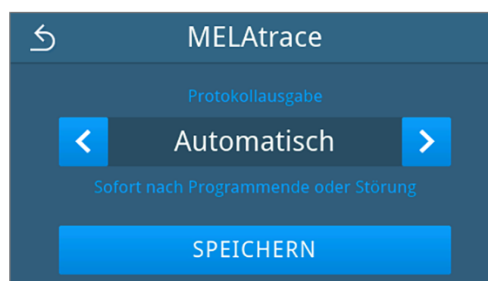 MELAtrace
Protokollausgabe
Automatisch
Sofort nach Programmende oder Störung
SPEICHERN